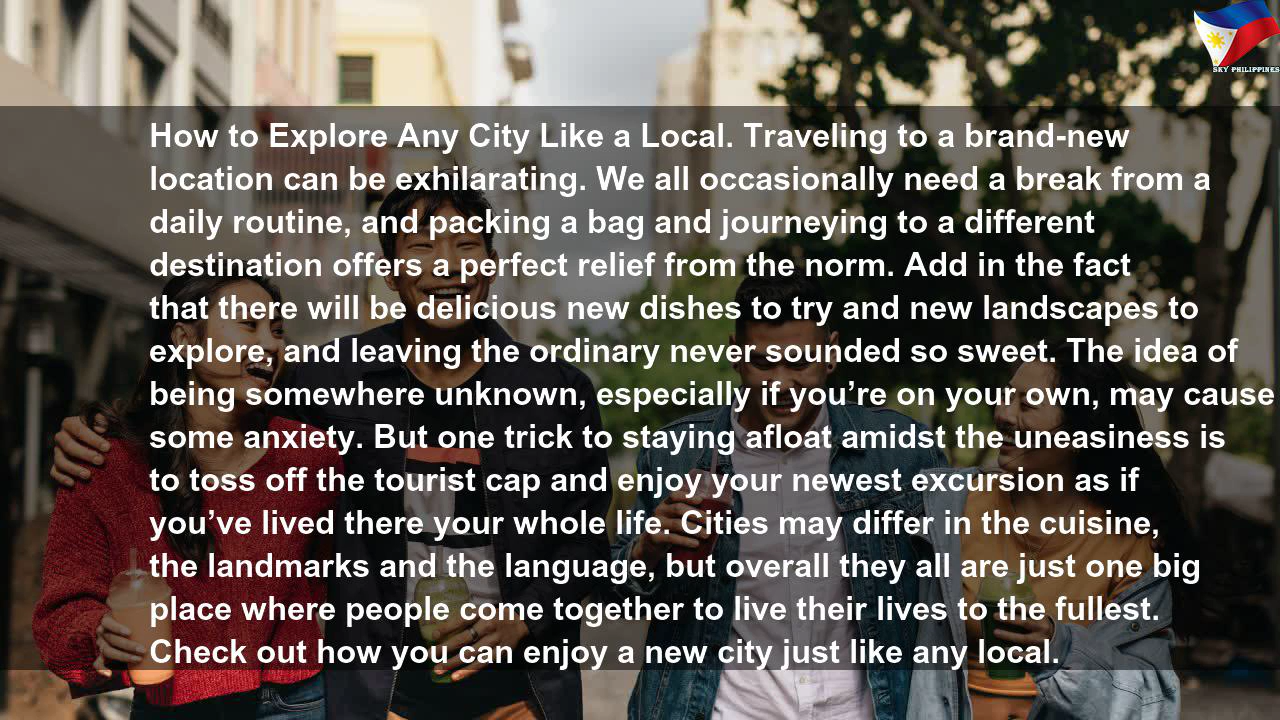 SKY PHILIPPINES
How to Explore Any City Like a Local. Traveling to a brand-new
location can be exhilarating. We all occasionally need a break from a
daily routine, and packing a bag and journeying to a different
destination offers a perfect relief from the norm. Add in the fact
that there will be delicious new dishes to try and new landscapes to
explore, and leaving the ordinary never sounded so sweet. The idea of
being somewhere unknown, especially if you’re on your own, may cause
some anxiety. But one trick to staying afloat amidst the uneasiness is
to toss off the tourist cap and enjoy your newest excursion as if
you’ve lived there your whole life. Cities may differ in the cuisine,
the landmarks and the language, but overall they all are just one big
place where people come together to live their lives to the fullest.
Check out how you can enjoy a new city just like any local.